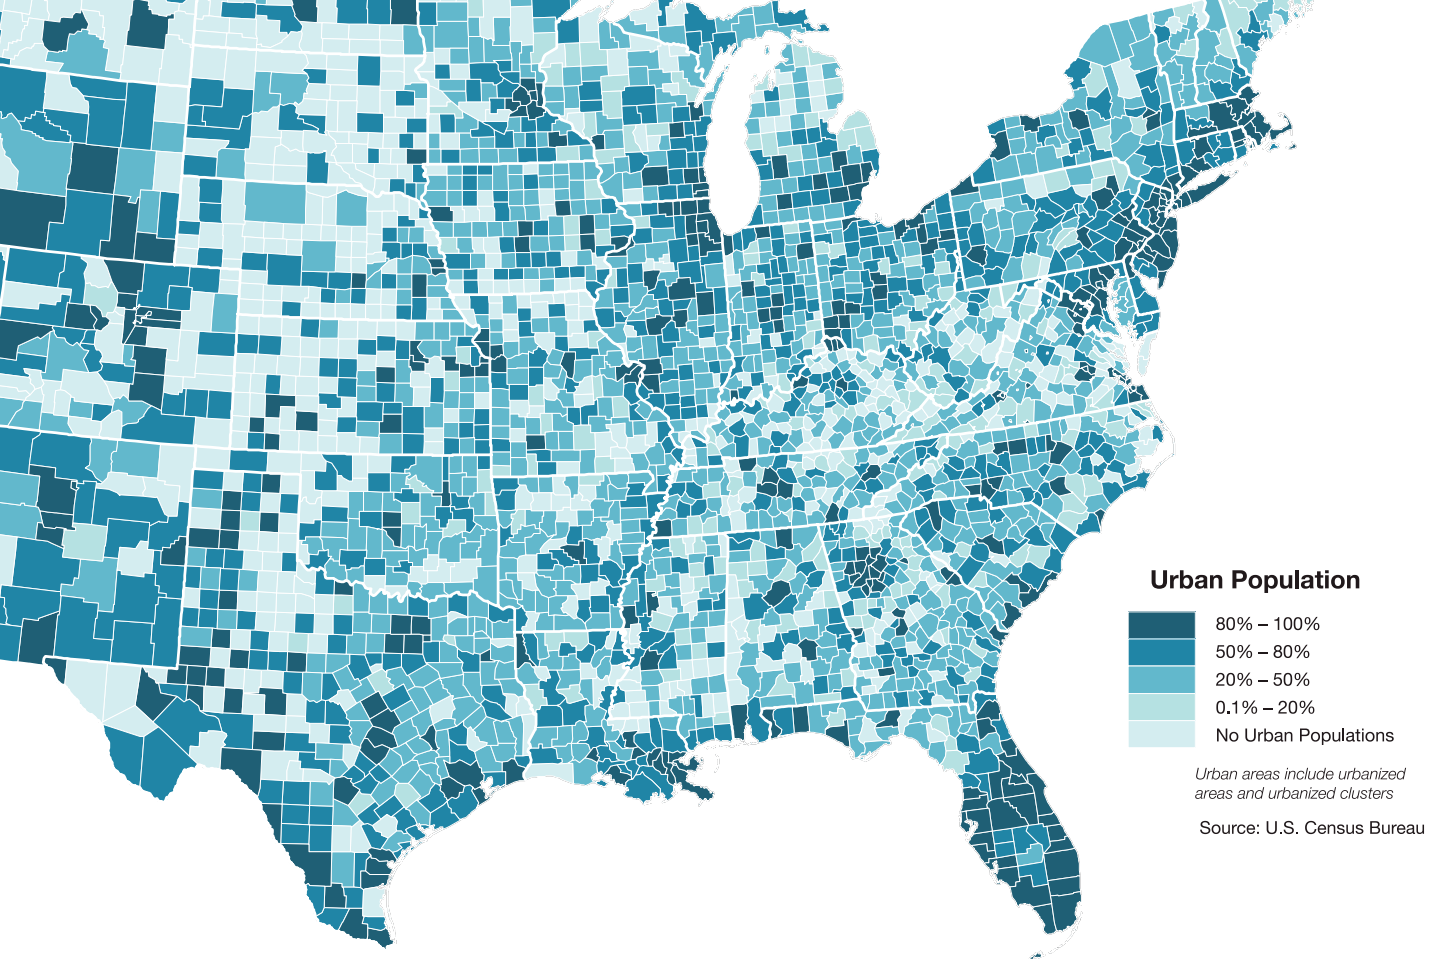 Urban Population
80% – 100%
50% – 80%
20% – 50%
0.1% – 20%
No Urban Populations
Urban areas include urbanized
areas and urbanized clusters
Source: U.S. Census Bureau